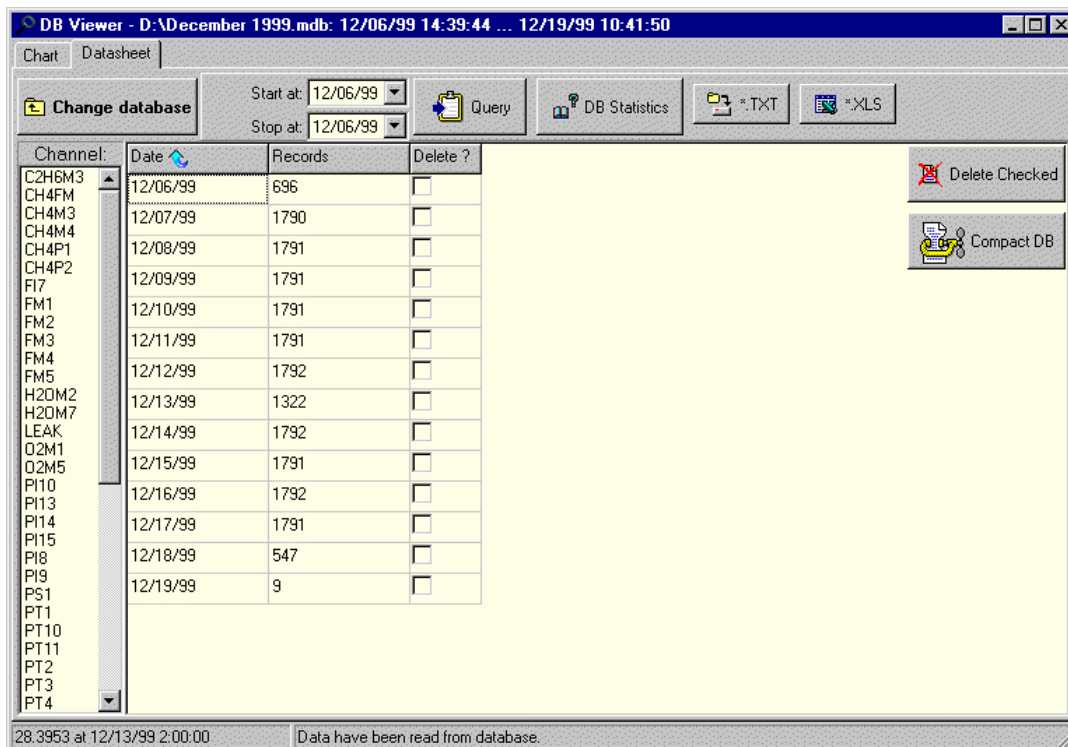 DB Viewer - D:\December 1999.mdb: 12/06/99 14:39:44 ... 12/19/99 10:41:50
Chart Datasheet
Change database
Start at: 12/06/99
Stop at: 12/06/99
Query
DB Statistics
*.TXT
*.XLS
Channel:
C2H6M3
CH4FM
CH4M3
CH4M4
CH4P1
CH4P2
FI7
FM1
FM2
FM3
FM4
FM5
H2OM2
H2OM7
LEAK
O2M1
O2M5
PI10
PI13
PI14
PI15
PI8
PI9
PS1
PT1
PT10
PT11
PT2
PT3
PT4
Date Records Delete ?
12/06/99 696
12/07/99 1790
12/08/99 1791
12/09/99 1791
12/10/99 1791
12/11/99 1791
12/12/99 1792
12/13/99 1322
12/14/99 1792
12/15/99 1791
12/16/99 1792
12/17/99 1791
12/18/99 547
12/19/99 9
Delete Checked
Compact DB
28.3953 at 12/13/99 2:00:00
Data have been read from database.